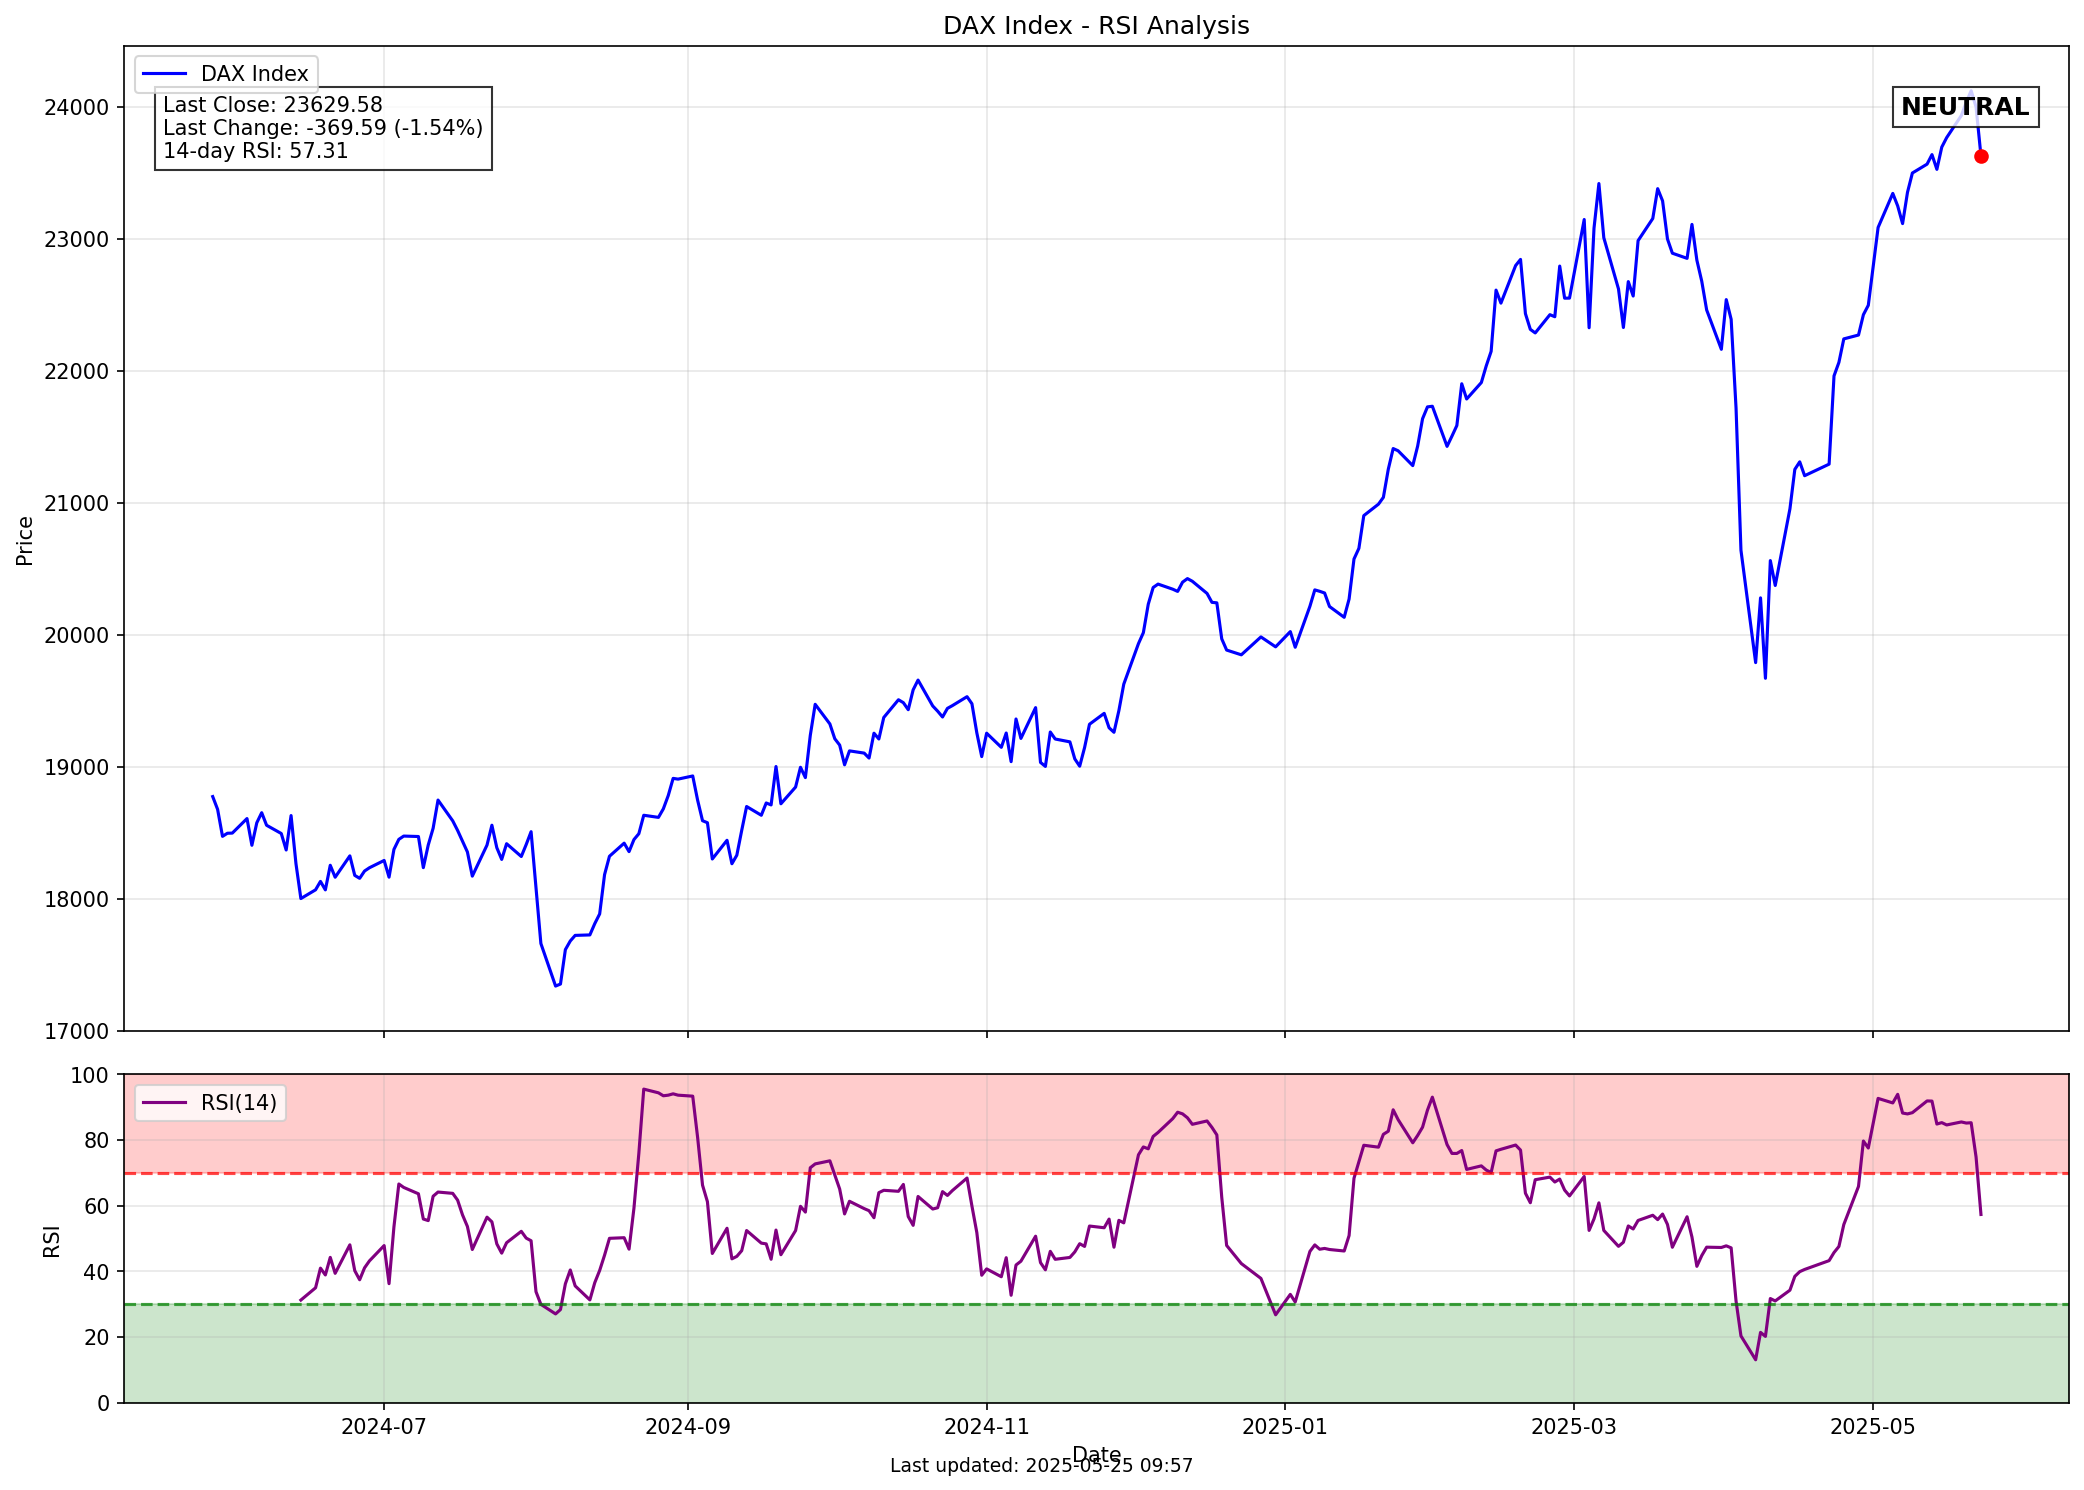 DAX Index - RSI Analysis
DAX Index
Last Close: 23629.58
Last Change: -369.59 (-1.54%)
14-day RSI: 57.31
NEUTRAL
Price
24000
23000
22000
21000
20000
19000
18000
17000
RSI(14)
RSI
100
80
60
40
20
0
2024-07
2024-09
2024-11
2025-01
2025-03
2025-05
Date
Last updated: 2025-05-25 09:57